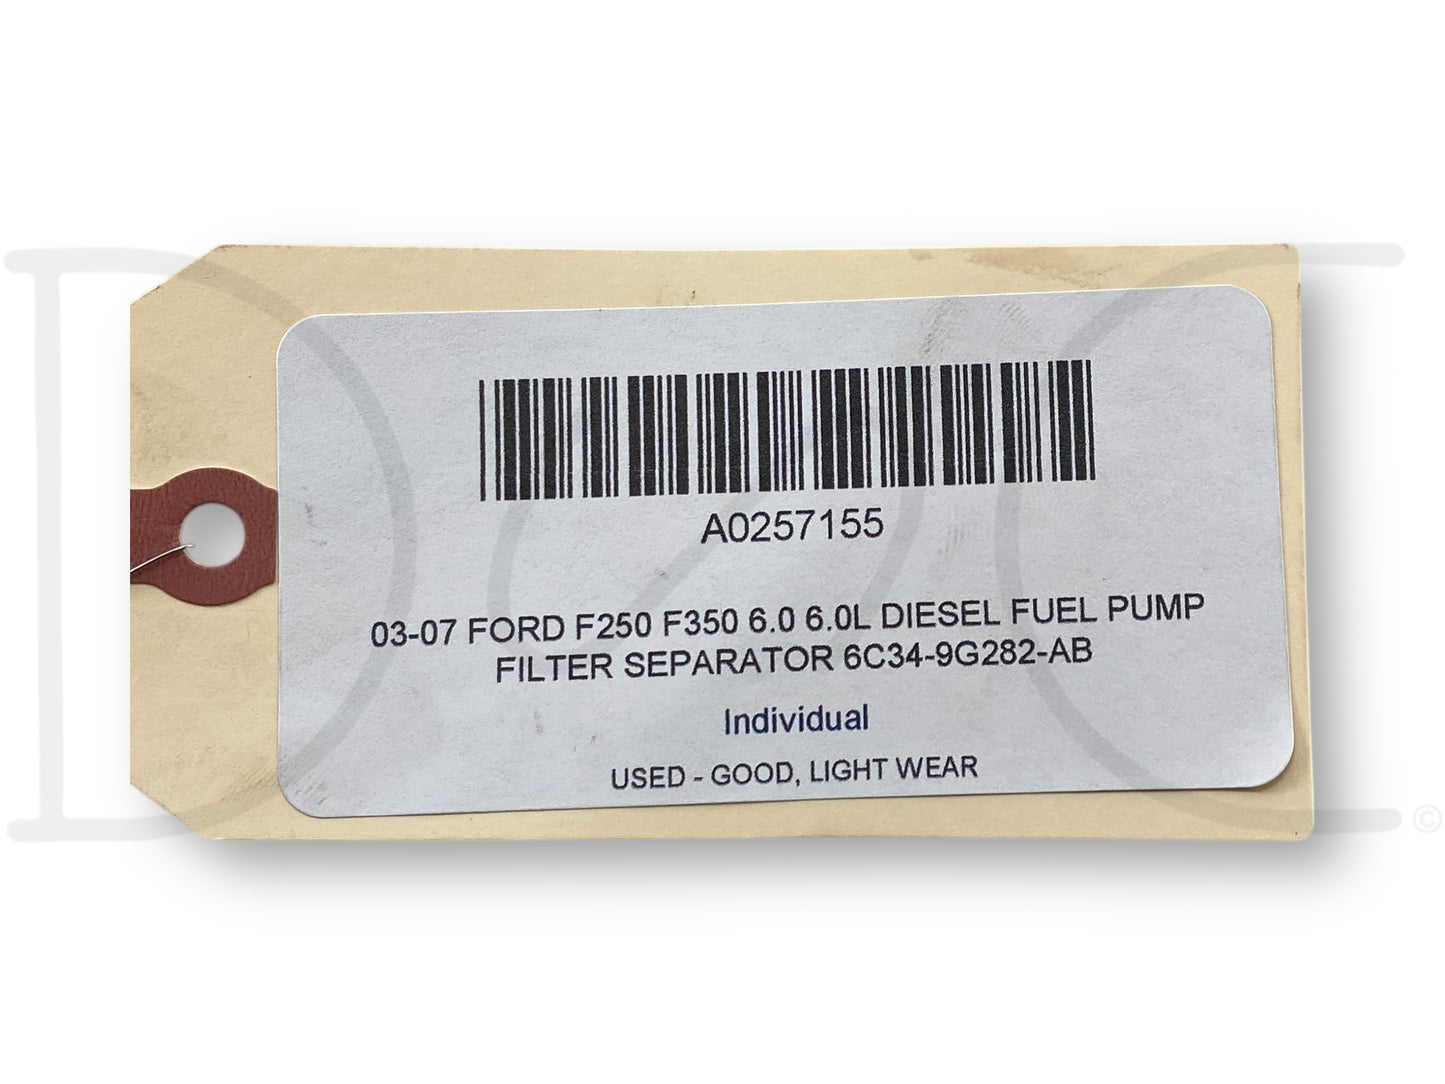 A0257155
03-07 FORD F250 F350 6.0 6.0L DIESEL FUEL PUMP
FILTER SEPARATOR 6C34-9G282-AB
Individual
USED - GOOD, LIGHT WEAR
©